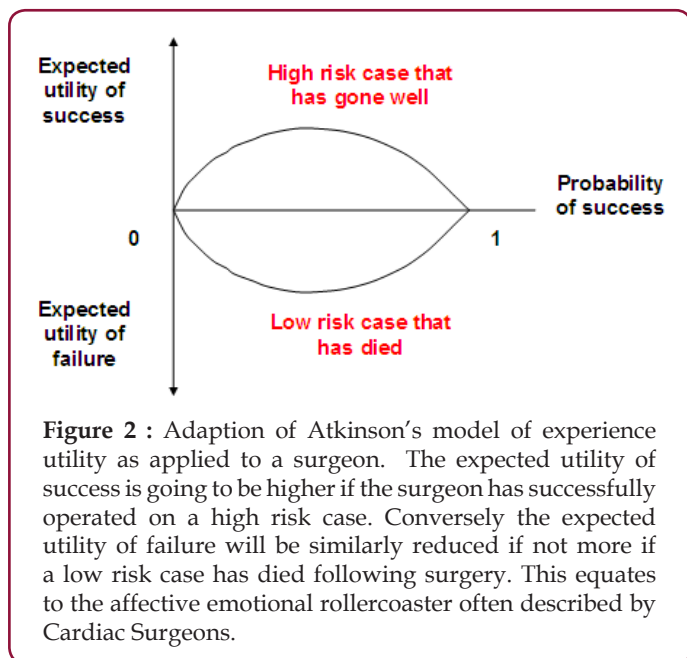 Expected
utility of
success
High risk case that
has gone well
Probability
of success
0
1
Expected
utility of
failure
Low risk case that
has died
Figure 2 : Adaption of Atkinson’s model of experience
utility as applied to a surgeon. The expected utility of
success is going to be higher if the surgeon has successfully
operated on a high risk case. Conversely the expected
utility of failure will be similarly reduced if not more if
a low risk case has died following surgery. This equates
to the affective emotional rollercoaster often described by
Cardiac Surgeons.